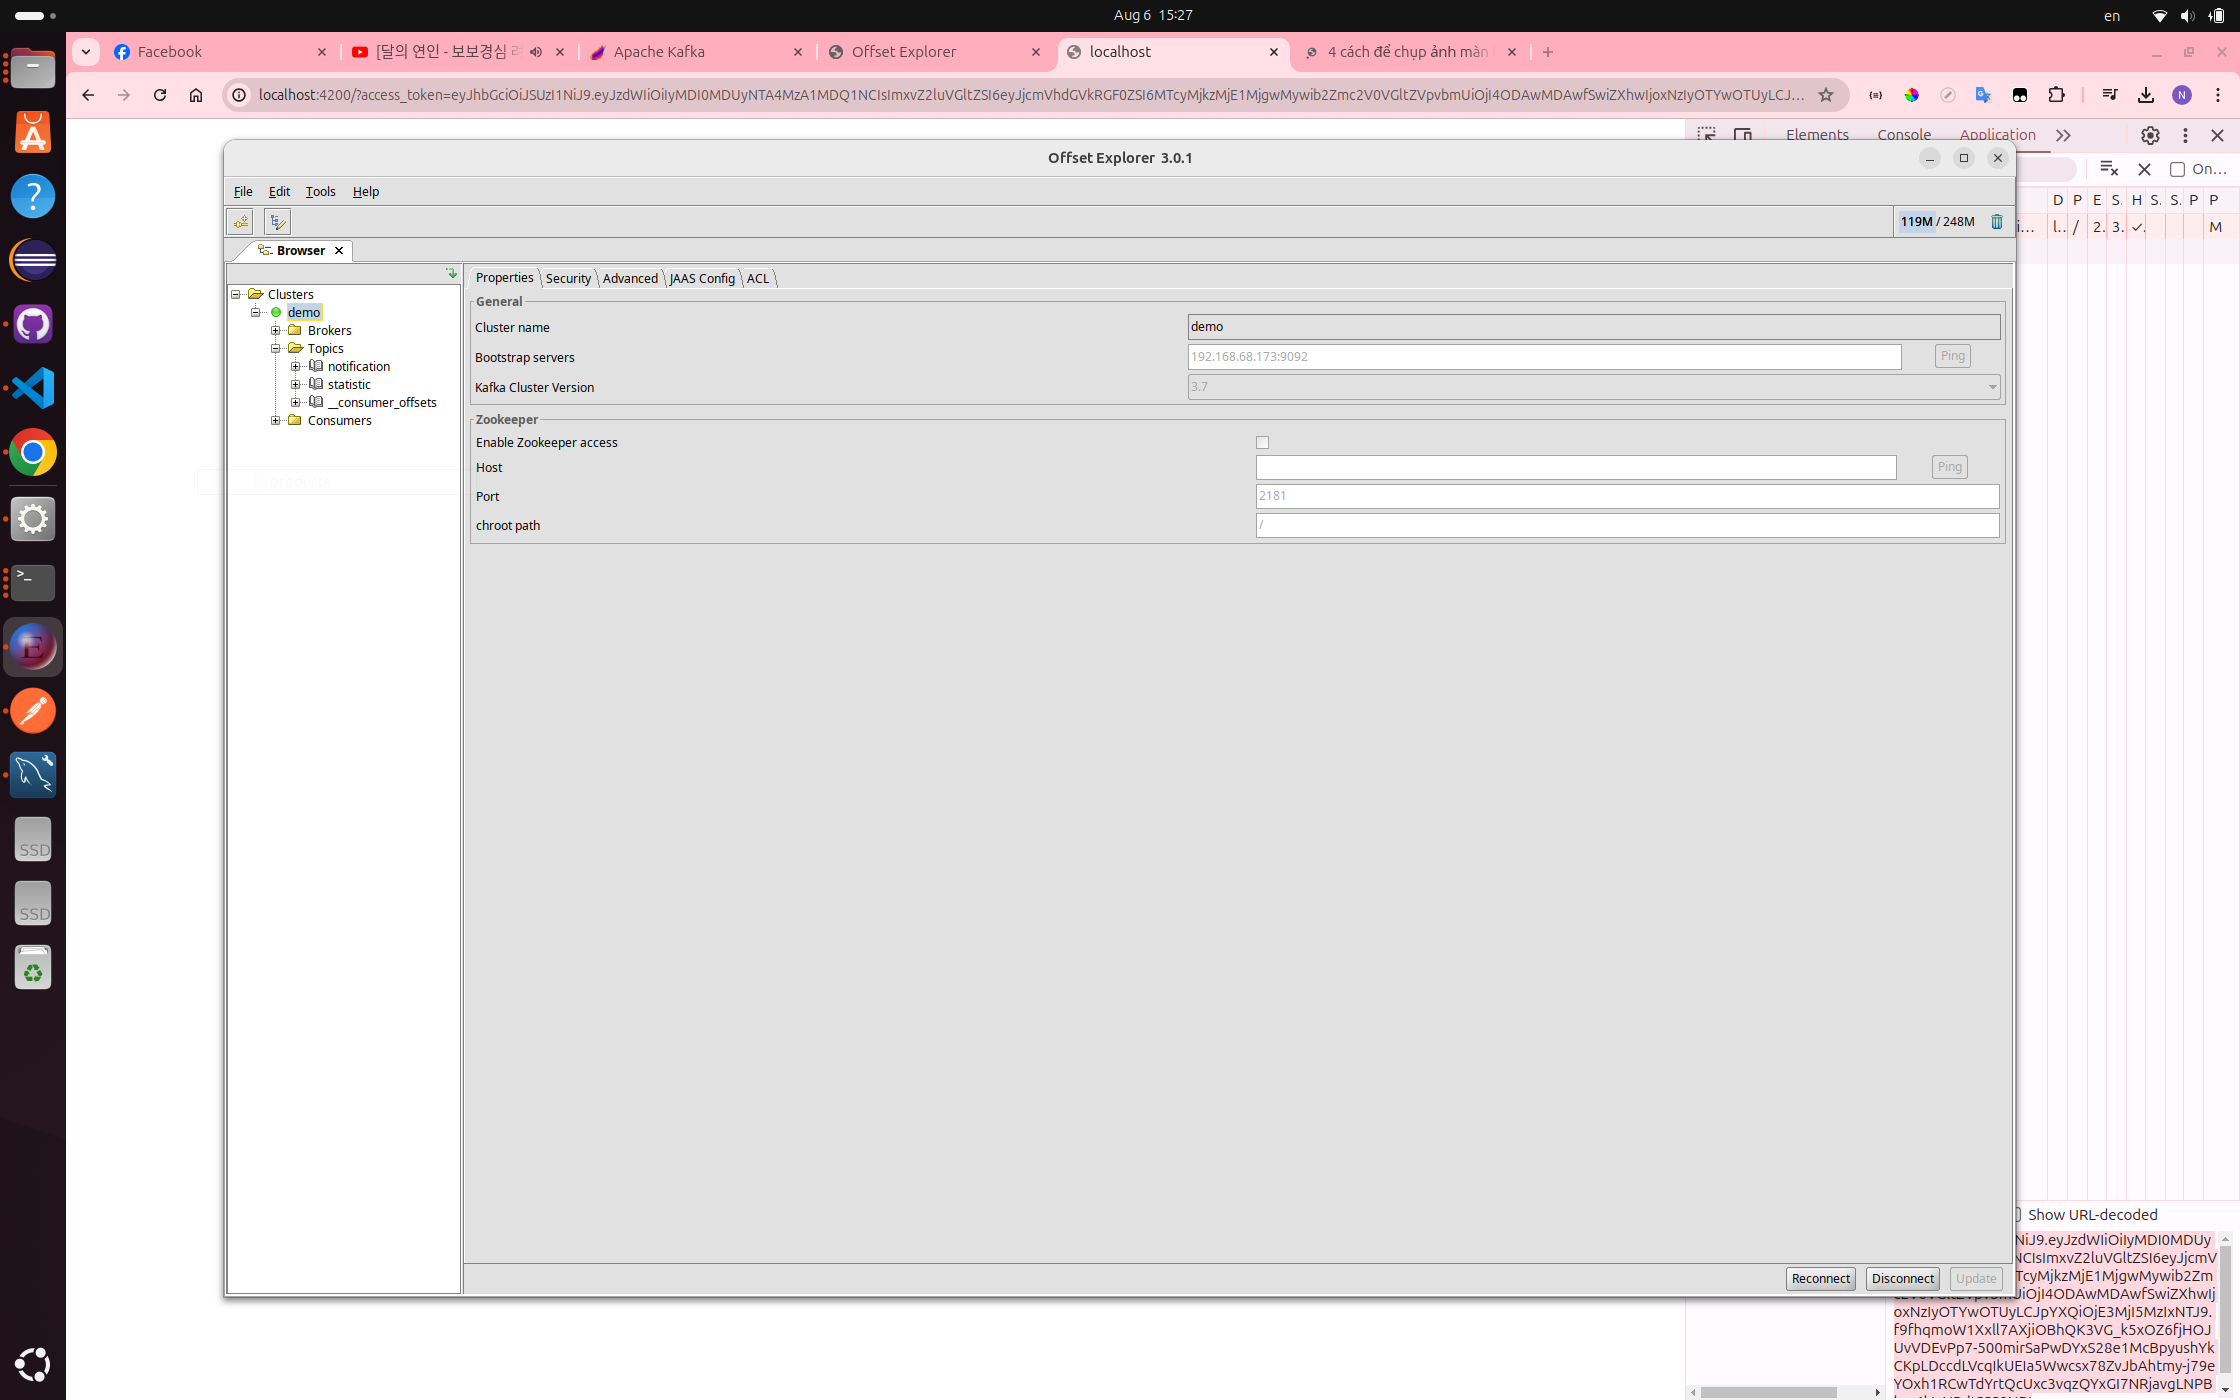 Aug 6 15:27
en
Facebook
[달의 연인 - 보보경심
Apache Kafka
Offset Explorer
localhost
4 cách để chụp ảnh màn
localhost:4200/?access_token=eyJhbGciOiJSUzI1NiJ9.eyJzdWIiOiIyMDI0MDUyNTA4MzA1MDQ1NCIsImxvZ2luVGltZSI6eyJjcmVhdGVkRGF0ZSI6MTcyMjkzMjE1MjgwMywib2Zmc2V0VGltZVpvbmUiOjI4ODAwMDAwfSwiZXhwIjoxNzIyOTYwOTUyLCJ...
N
Elements
Console
Application
Offset Explorer 3.0.1
File
Edit
Tools
Help
On...
119M / 248M
D P E S. H S. S. P P
i... l.. / 2. 3. ✓. M
Browser
Properties
Security
Advanced
JAAS Config
ACL
Clusters
demo
Brokers
Topics
notification
statistic
__consumer_offsets
Consumers
General
Cluster name
demo
Bootstrap servers
192.168.68.173:9092
Ping
Kafka Cluster Version
3.7
Zookeeper
Enable Zookeeper access
Host
Ping
Port
2181
chroot path
/
SSD
SSD
Show URL-decoded
NiJ9.eyJzdWIiOiIyMDI0MDUy
NCIsImxvZ2luVGltZSI6eyJjcmV
TcyMjkzMjE1MjgwMywib2Zm
UiOjI4ODAwMDAwfSwiZXhwIj
oxNzIyOTYwOTUyLCJpYXQiOjE3MjI5MzIxNTJ9.
f9fhqmoW1Xxll7AXjiOBhQK3VG_k5xOZ6fjHOJ
UvVDEvPp7-500mirSaPwDYxS28e1McBpyushYk
CKpLDccdLVcqIkUEIa5Wwcsx78ZvJbAhtmy-j79e
YOxh1RCwTdYrtQcUxc3vqzQYxGI7NRjavgLNPB
Reconnect
Disconnect
Update